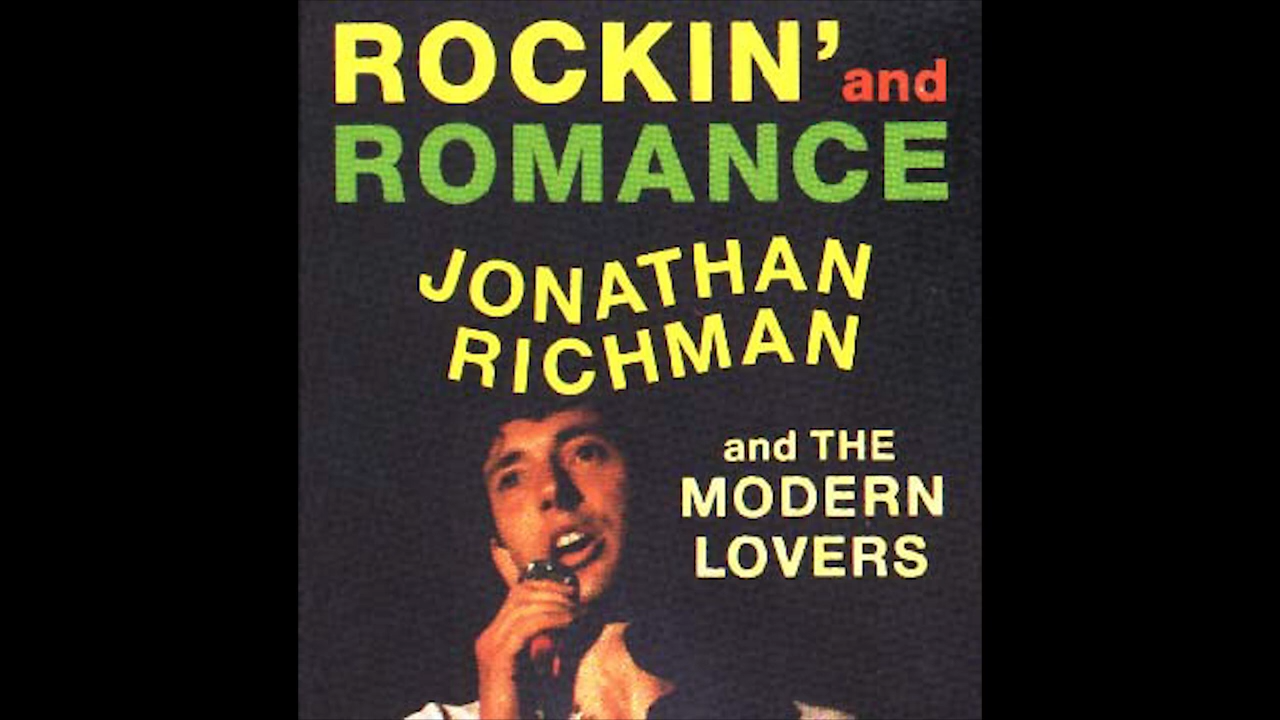 ROCKIN’ and
ROMANCE
JONATHAN
RICHMAN
and THE
MODERN
LOVERS